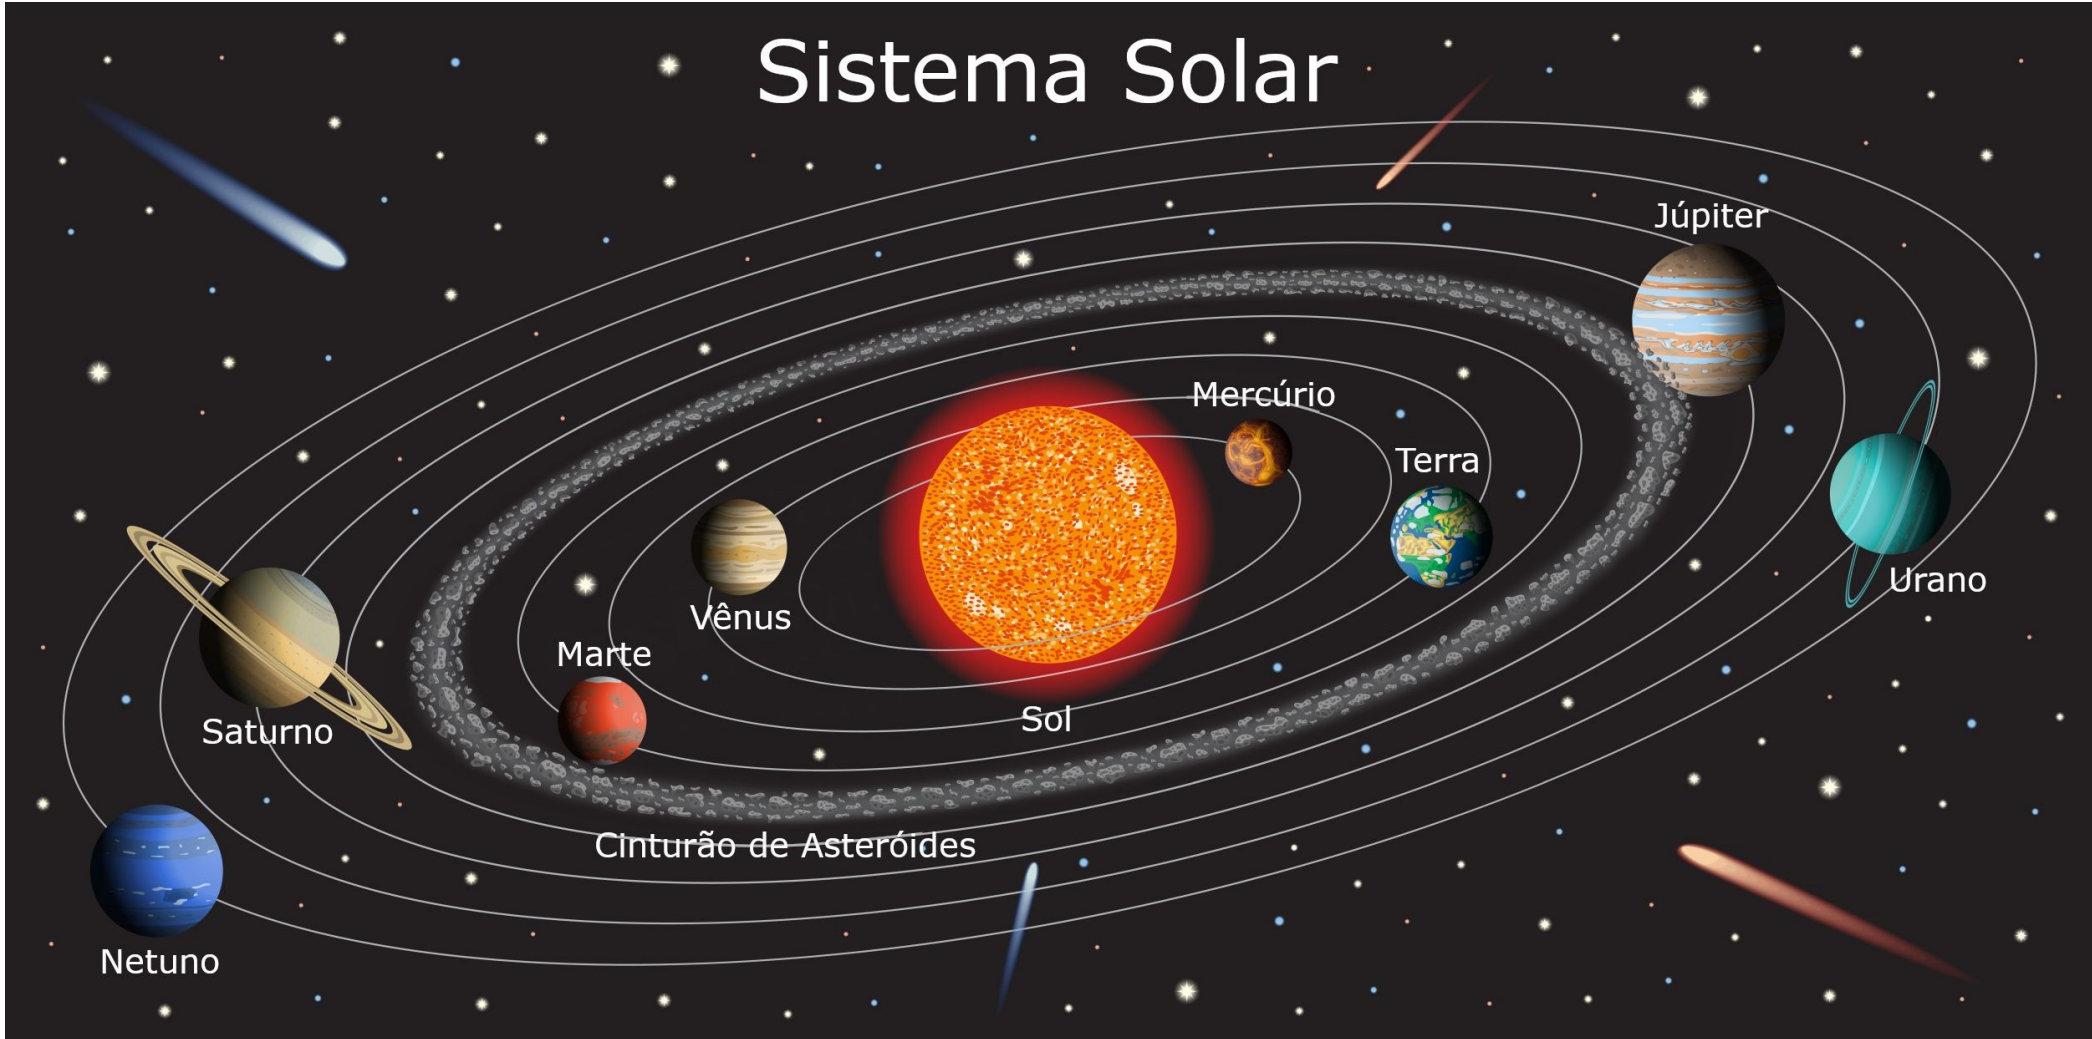 Sistema Solar
Júpiter
Mercúrio
Terra
Urano
Vênus
Marte
Sol
Saturno
Cinturão de Asteróides
Netuno